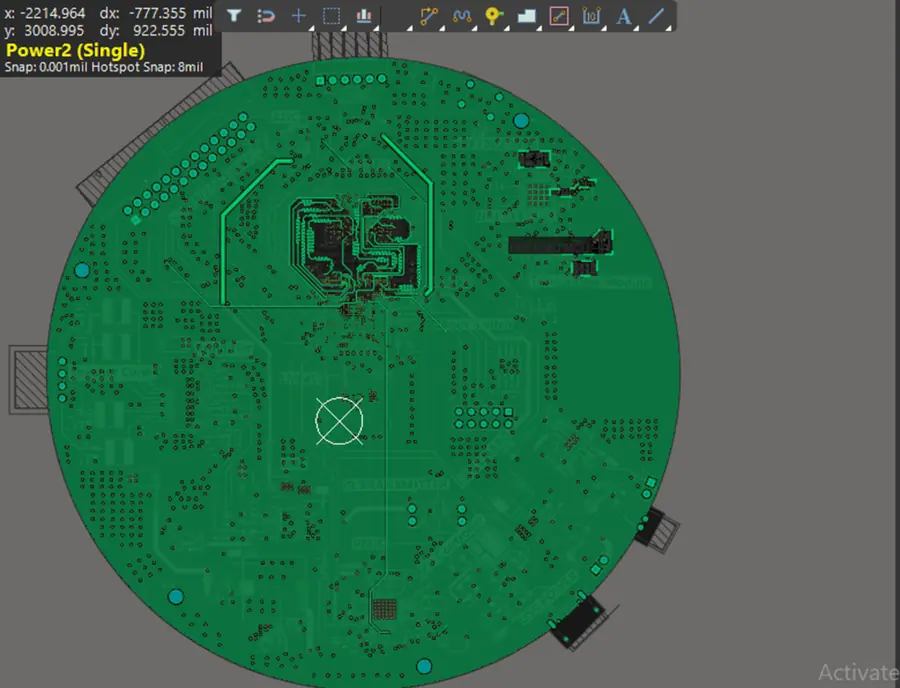 x: -2214.964 dx: -777.355 mil
y: 3008.995 dy: 922.555 mil
Power2 (Single)
Snap: 0.001mil Hotspot Snap: 8mil
10
A
Activate